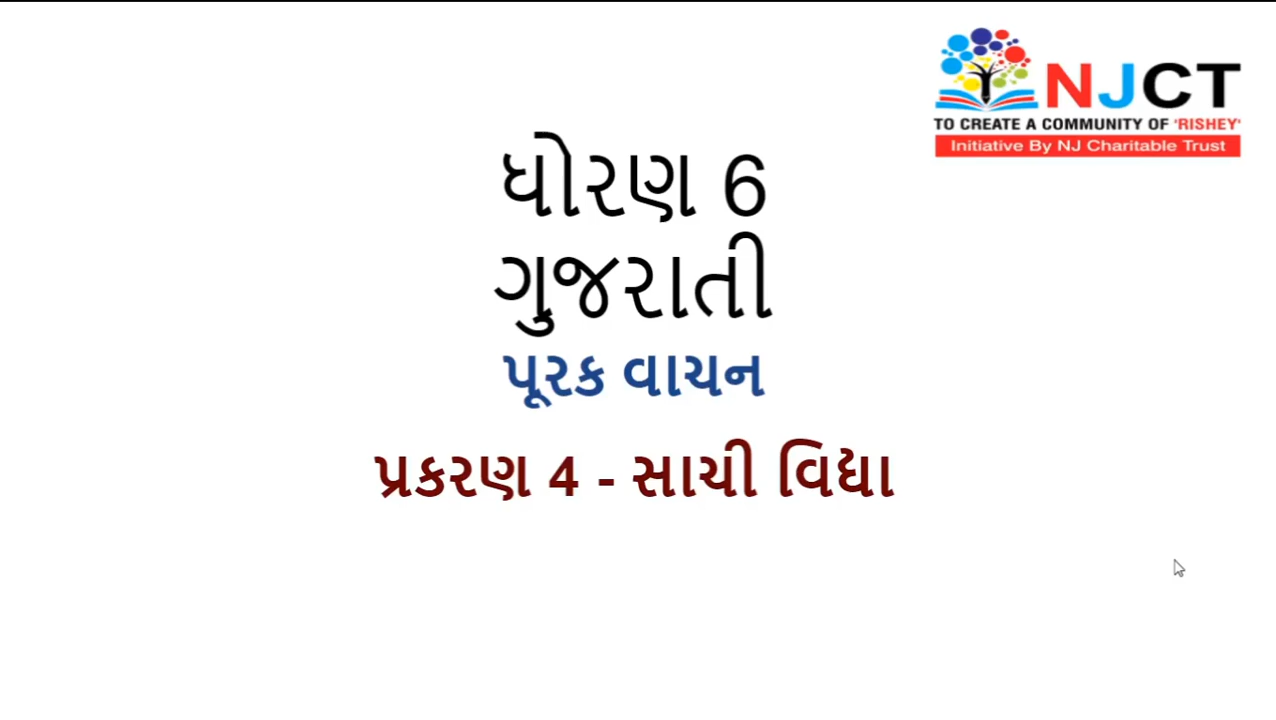 NJCT
TO CREATE A COMMUNITY OF 'RISHEY'
Initiative By NJ Charitable Trust
ધોરણ 6
ગુજરાતી
પૂરક વાચન
પ્રકરણ 4 - સાચી વિદ્યા